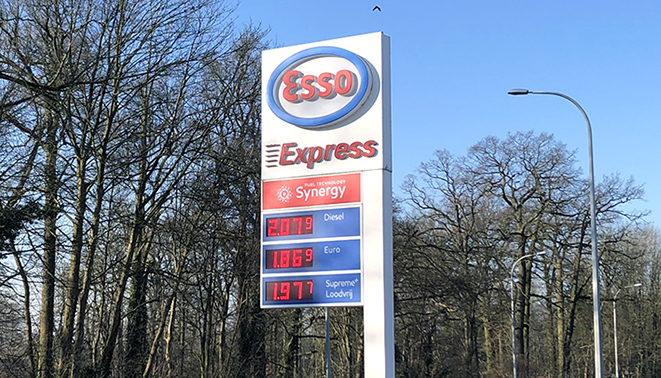 Esso
Express
FUEL TECHNOLOGY
Synergy
2.079 Diesel
1.869 Euro
1.977 Supreme+
Loodvrij